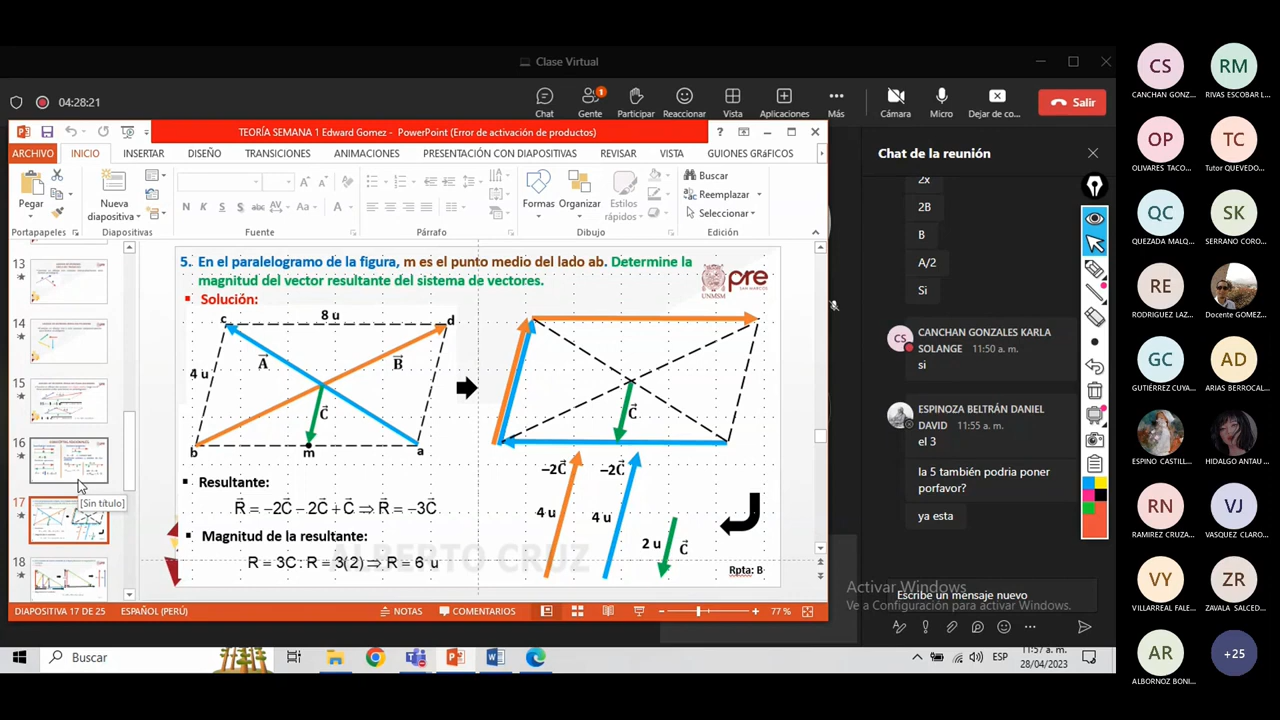 Clase Virtual
04:28:21
Chat
Gente
1
Participar
Reaccionar
Vista
Aplicaciones
Más
Cámara
Micro
Dejar de co...
Salir
TEORÍA SEMANA 1 Edward Gomez - PowerPoint (Error de activación de productos)
ARCHIVO
INICIO
INSERTAR
DISEÑO
TRANSICIONES
ANIMACIONES
PRESENTACIÓN CON DIAPOSITIVAS
REVISAR
VISTA
GUIONES GRáFICOS
Pegar
Nueva diapositiva
N K S S abc AV Aa A
Formas
Organizar
Estilos rápidos
Buscar
Reemplazar
Seleccionar
Portapapeles
Diapositivas
Fuente
Párrafo
Dibujo
Edición
13
14
15
16
[Sin título]
17
18
5. En el paralelogramo de la figura, m es el punto medio del lado ab. Determine la
magnitud del vector resultante del sistema de vectores.
UNMSM
pre
SAN MARCOS
Solución:
c
8 u
d
A
B
4 u
C
b
m
a
C
−2C
−2C
4 u
4 u
2 u
C
Resultante:
R = −2C − 2C + C ⇒ R = −3C
Magnitud de la resultante:
R = 3C : R = 3(2) ⇒ R = 6 u
ALBERTO CRUZ
Rpta: B
DIAPOSITIVA 17 DE 25
ESPAÑOL (PERÚ)
NOTAS
COMENTARIOS
77 %
Chat de la reunión
2x
2B
B
A/2
Si
CS
CANCHAN GONZALES KARLA
SOLANGE
11:50 a. m.
si
ESPINOZA BELTRÁN DANIEL
DAVID
11:55 a. m.
el 3
la 5 también podria poner
porfavor?
ya esta
Activar Windows
Ve a Configuración para activar Windows.
Escribe un mensaje nuevo
Buscar
ESP
11:57 a. m.
28/04/2023
CS
CANCHAN GONZ...
RM
RIVAS ESCOBAR L...
OP
OLIVARES TACO...
TC
Tutor QUEVEDO...
QC
QUEZADA MALQ...
SK
SERRANO CORO...
RE
RODRIGUEZ LAZ...
Docente GOMEZ...
GC
GUTIÉRREZ CUYA...
AD
ARIAS BERROCAL...
ESPINO CASTILL...
HIDALGO ANTAU ...
RN
RAMIREZ CRUZA...
VJ
VASQUEZ CLARO...
VY
VILLARREAL FALE...
ZR
ZAVALA SALCED...
AR
ALBORNOZ BONI...
+25